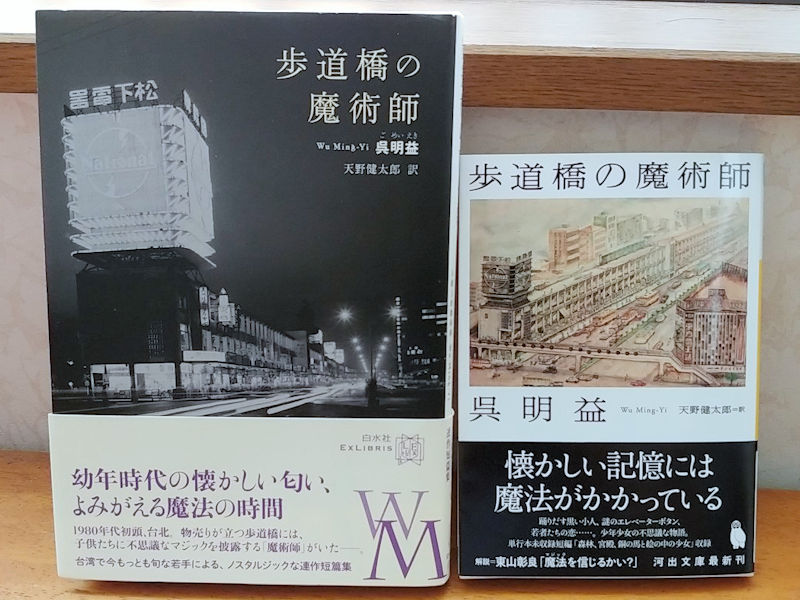 歩道橋の
魔術師
ご めい えき
Wu Ming-Yi 呉明益
天野健太郎 訳
器電下松
National
白水社
EXLIBRIS
幼年時代の懐かしい匂い、
よみがえる魔法の時間
1980年代初頭、台北。物売りが立つ歩道橋には、
子供たちに不思議なマジックを披露する「魔術師」がいた──。
台湾で今もっとも旬な若手による、ノスタルジックな連作短篇集
WM
歩道橋の魔術師
呉明益 Wu Ming-Yi 天野健太郎=訳
懐かしい記憶には
魔法がかかっている
踊りだす黒い小人、謎のエレベーターボタン、
若者たちの恋……。少年少女の不思議な物語。
単行本未収録短編「森林、宮殿、銅の馬と絵の中の少女」収録
解説=東山彰良「魔法を信じるかい?」
マジック
河出文庫最新刊